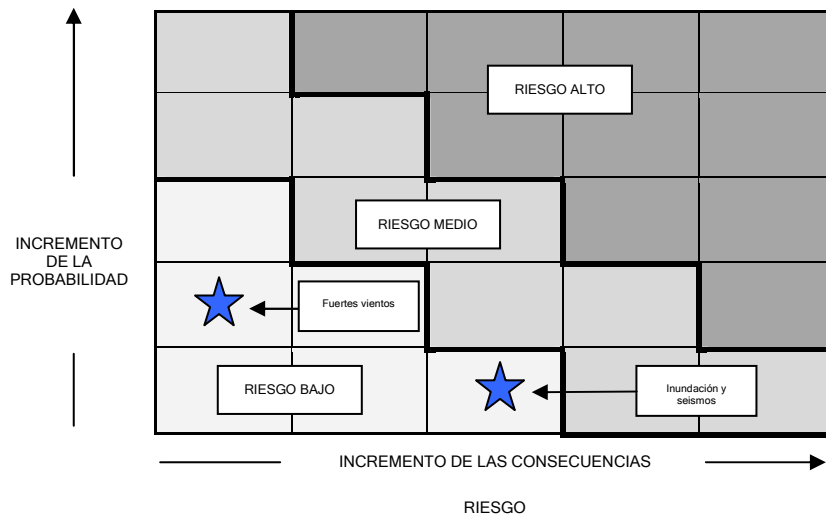 RIESGO ALTO
RIESGO MEDIO
INCREMENTO
DE LA
PROBABILIDAD
Fuertes vientos
RIESGO BAJO
Inundación y
seismos
INCREMENTO DE LAS CONSECUENCIAS
RIESGO